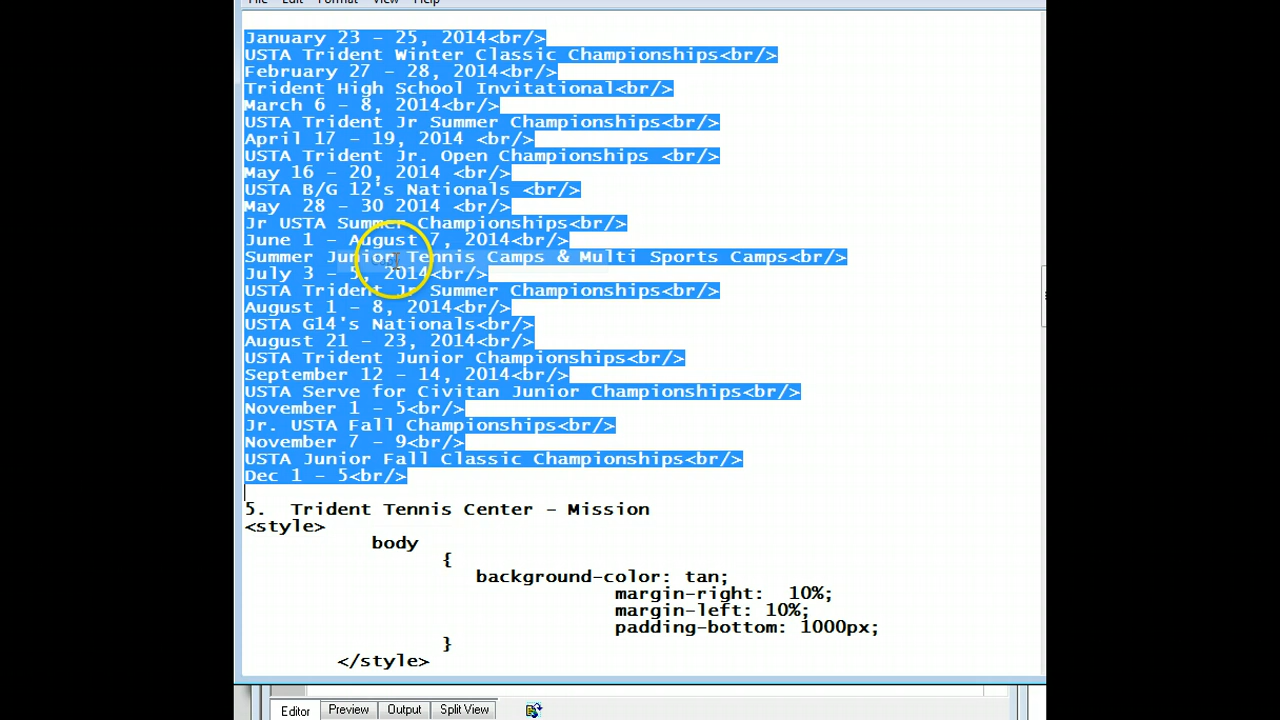 File Edit Format View Help
January 23 - 25, 2014<br/>
USTA Trident Winter Classic Championships<br/>
February 27 - 28, 2014<br/>
Trident High School Invitational<br/>
March 6 - 8, 2014<br/>
USTA Trident Jr Summer Championships<br/>
April 17 - 19, 2014 <br/>
USTA Trident Jr. Open Championships <br/>
May 16 - 20, 2014 <br/>
USTA B/G 12's Nationals <br/>
May  28 - 30 2014 <br/>
Jr USTA Summer Championships<br/>
June 1 - August 7, 2014<br/>
Summer Junior Tennis Camps & Multi Sports Camps<br/>
July 3 - 5, 2014<br/>
USTA Trident Jr Summer Championships<br/>
August 1 - 8, 2014<br/>
USTA G14's Nationals<br/>
August 21 - 23, 2014<br/>
USTA Trident Junior Championships<br/>
September 12 - 14, 2014<br/>
USTA Serve for Civitan Junior Championships<br/>
November 1 - 5<br/>
Jr. USTA Fall Championships<br/>
November 7 - 9<br/>
USTA Junior Fall Classic Championships<br/>
Dec 1 - 5<br/>
5.  Trident Tennis Center - Mission
<style>
body
{
background-color: tan;
margin-right:  10%;
margin-left: 10%;
padding-bottom: 1000px;
}
</style>
Editor Preview Output Split View